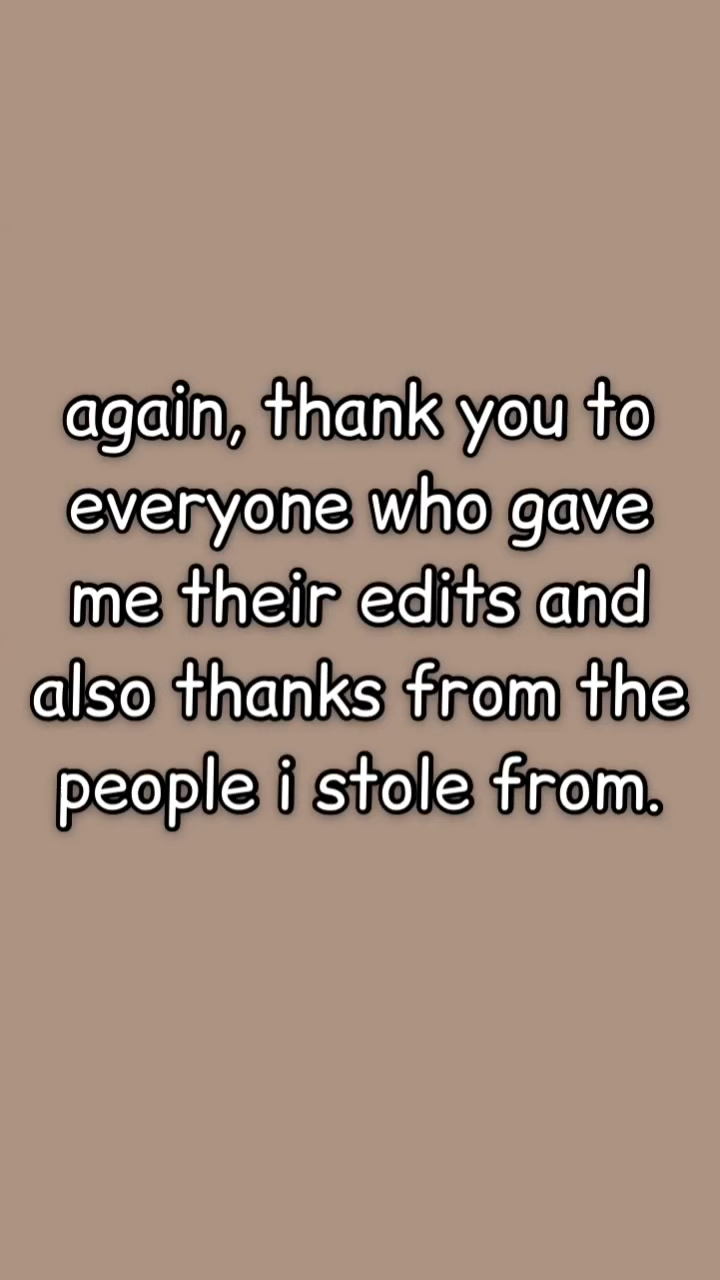 again, thank you to
everyone who gave
me their edits and
also thanks from the
people i stole from.